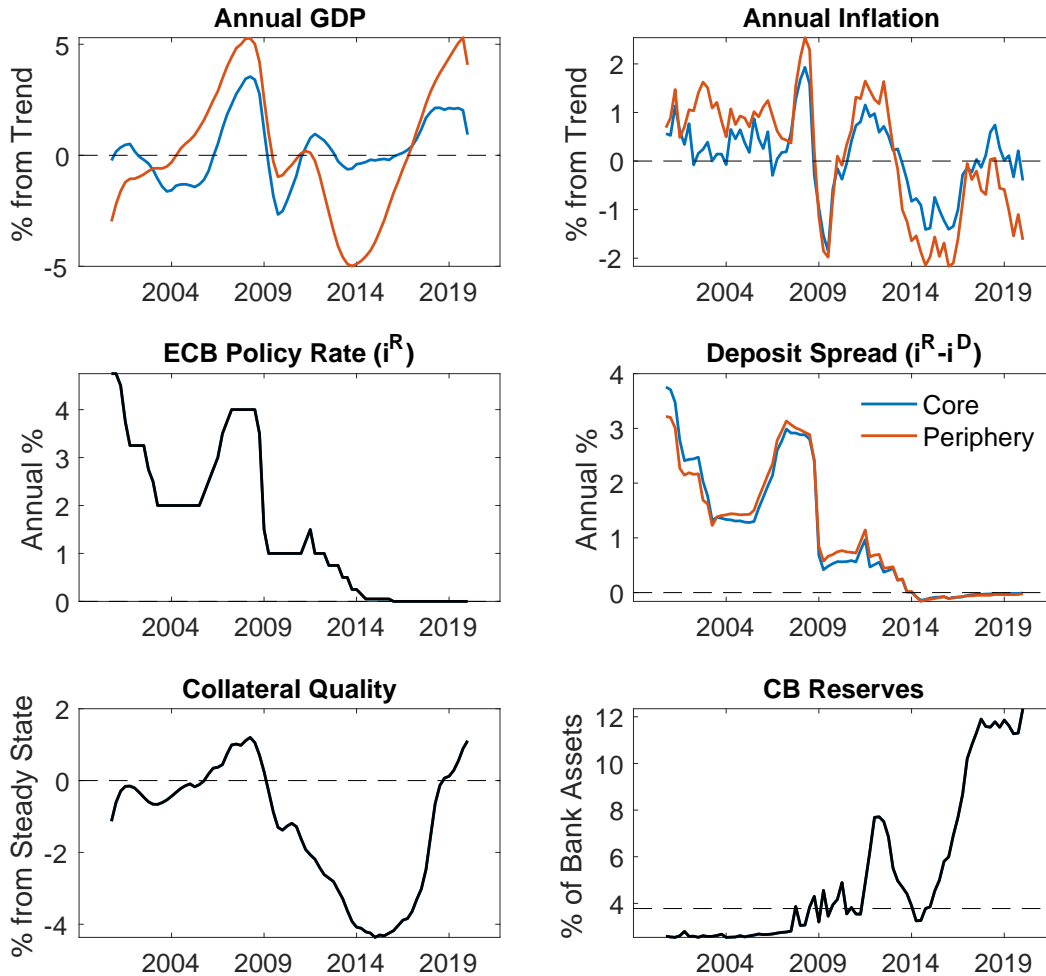 Annual GDP
% from Trend
5
0
-5
2004 2009 2014 2019
Annual Inflation
% from Trend
2
1
0
-1
-2
2004 2009 2014 2019
ECB Policy Rate (i^R)
Annual %
4
3
2
1
0
2004 2009 2014 2019
Deposit Spread (i^R-i^D)
Annual %
4
3
2
1
0
Core
Periphery
2004 2009 2014 2019
Collateral Quality
% from Steady State
2
0
-2
-4
2004 2009 2014 2019
CB Reserves
% of Bank Assets
12
10
8
6
4
2004 2009 2014 2019